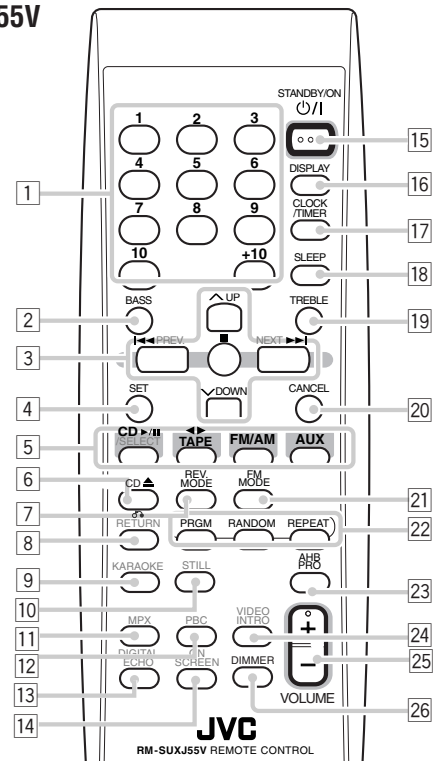 55V
STANDBY/ON
1 2 3
15
DISPLAY
16
4 5 6
1
CLOCK
/TIMER
17
7 8 9
SLEEP
18
10 +10
BASS
UP
TREBLE
2
19
PREV.
NEXT
3
SET
DOWN
CANCEL
4
20
CD
/SELECT
TAPE
FM/AM
AUX
5
6
CD
REV.
MODE
FM
MODE
21
7
22
8
RETURN
PRGM
RANDOM
REPEAT
9
KARAOKE
STILL
AHB
PRO
23
10
11
MPX
PBC
VIDEO
INTRO
24
12
DIGITAL
ECHO
ON
SCREEN
DIMMER
+
–
25
13
14
VOLUME
26
JVC
RM-SUXJ55V REMOTE CONTROL